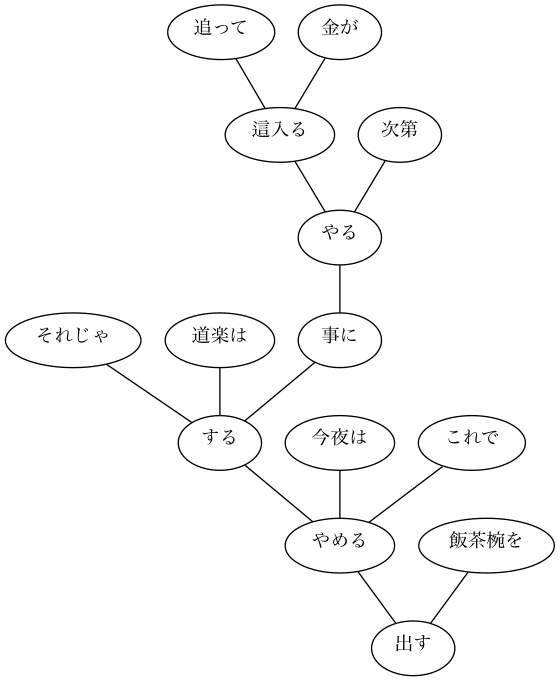 追って 金が
這入る 次第
やる
それじゃ 道楽は 事に
する 今夜は これで
やめる 飯茶椀を
出す